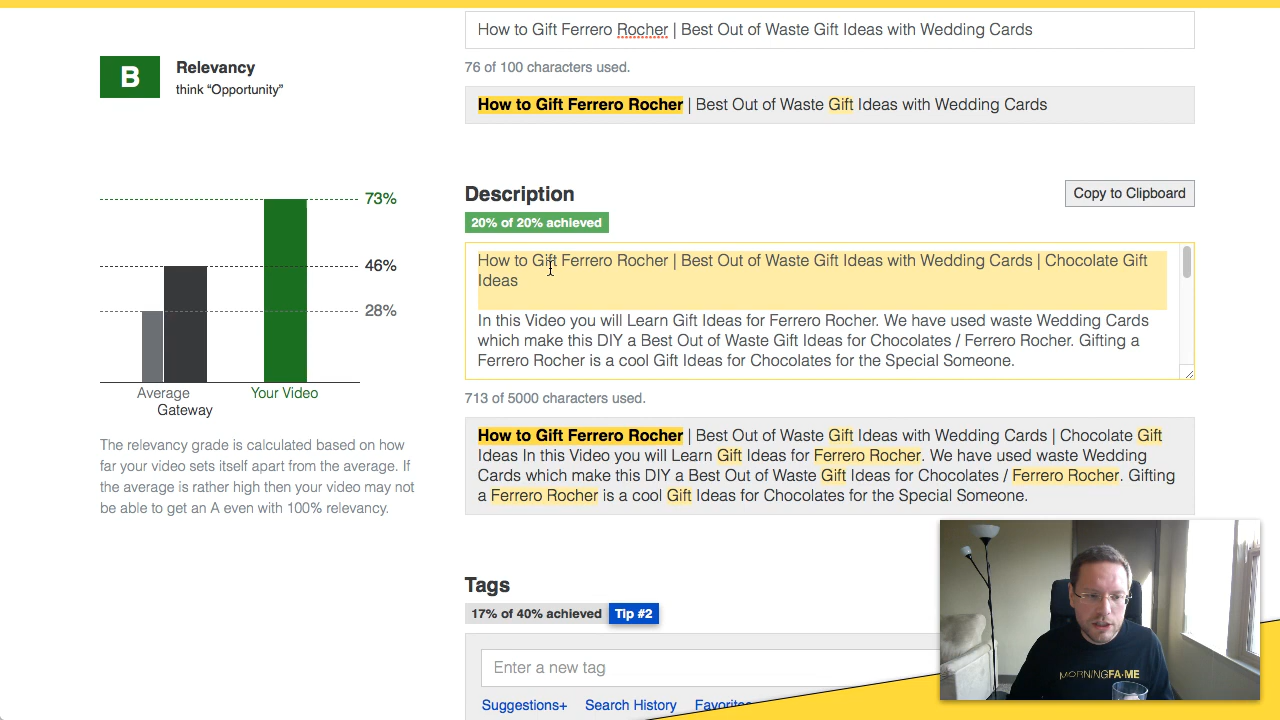 How to Gift Ferrero Rocher | Best Out of Waste Gift Ideas with Wedding Cards
76 of 100 characters used.
How to Gift Ferrero Rocher | Best Out of Waste Gift Ideas with Wedding Cards
B
Relevancy
think “Opportunity”
73%
46%
28%
Average
Gateway
Your Video
The relevancy grade is calculated based on how
far your video sets itself apart from the average. If
the average is rather high then your video may not
be able to get an A even with 100% relevancy.
Description
Copy to Clipboard
20% of 20% achieved
How to Gift Ferrero Rocher | Best Out of Waste Gift Ideas with Wedding Cards | Chocolate Gift
Ideas
In this Video you will Learn Gift Ideas for Ferrero Rocher. We have used waste Wedding Cards
which make this DIY a Best Out of Waste Gift Ideas for Chocolates / Ferrero Rocher. Gifting a
Ferrero Rocher is a cool Gift Ideas for Chocolates for the Special Someone.
713 of 5000 characters used.
How to Gift Ferrero Rocher | Best Out of Waste Gift Ideas with Wedding Cards | Chocolate Gift
Ideas In this Video you will Learn Gift Ideas for Ferrero Rocher. We have used waste Wedding
Cards which make this DIY a Best Out of Waste Gift Ideas for Chocolates / Ferrero Rocher. Gifting
a Ferrero Rocher is a cool Gift Ideas for Chocolates for the Special Someone.
Tags
17% of 40% achieved
Tip #2
Enter a new tag
Suggestions+
Search History
Favorites
MORNINGFA•ME